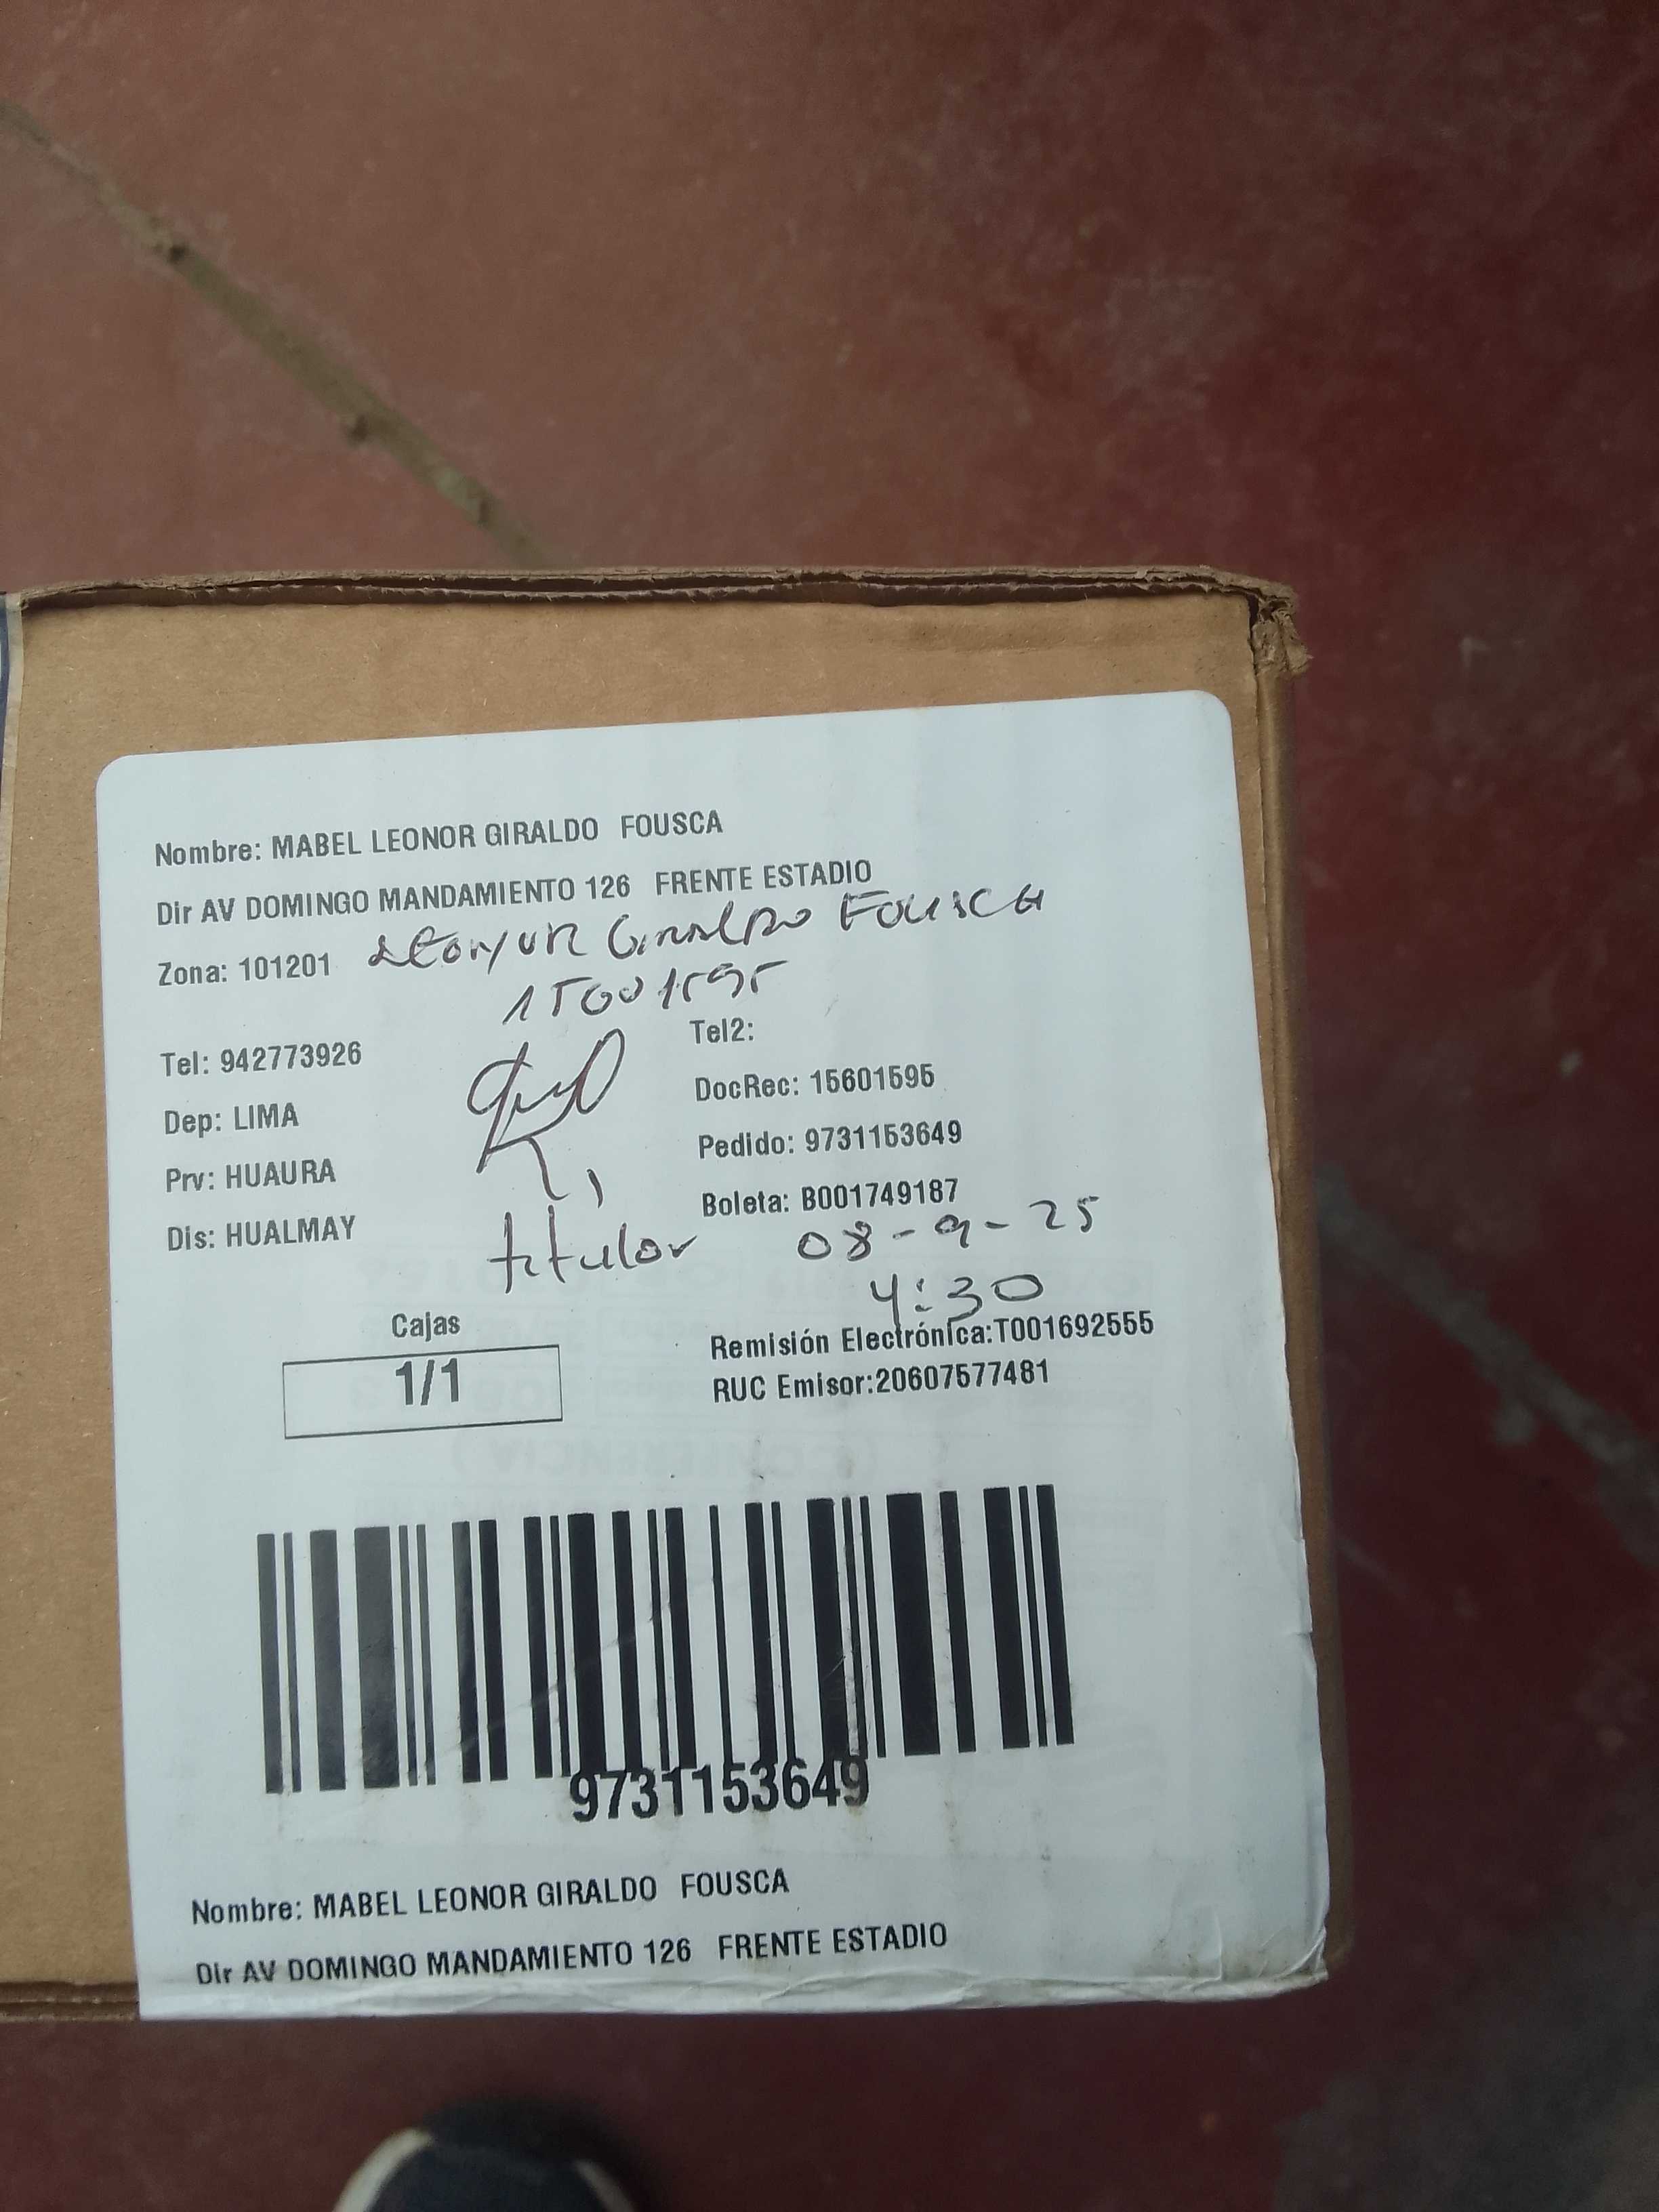 Nombre: MABEL LEONOR GIRALDO FOUSCA
Dir AV DOMINGO MANDAMIENTO 126 FRENTE ESTADIO
Giraldo Fousca
Zona: 101201
Tel2:
Tel: 942773926
DocRec: 15601595
Dep: LIMA
Pedido: 9731153649
Prv: HUAURA
Boleta: B001749187
Dis: HUALMAY
titular 08-9-25
4:30
Cajas
1/1
Remisión Electrónica:T001692555
RUC Emisor:20607577481
9731153649
Nombre: MABEL LEONOR GIRALDO FOUSCA
Dir AV DOMINGO MANDAMIENTO 126 FRENTE ESTADIO